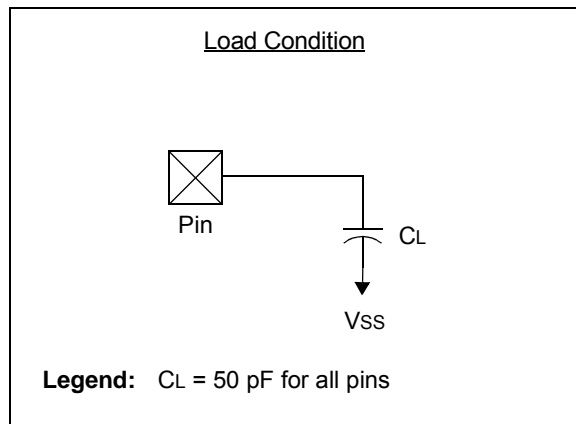 Load Condition
Pin
CL
VSS
Legend: CL = 50 pF for all pins